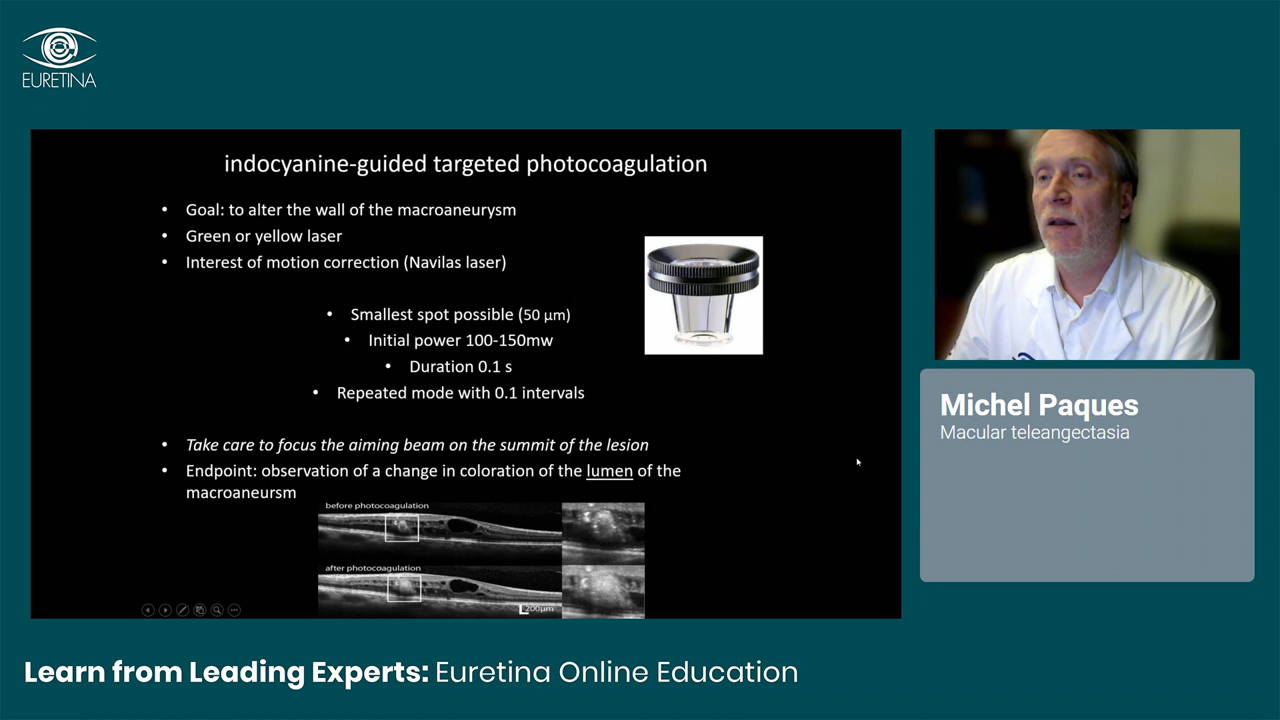 EURETINA
indocyanine-guided targeted photocoagulation
• Goal: to alter the wall of the macroaneurysm
• Green or yellow laser
• Interest of motion correction (Navilas laser)
• Smallest spot possible (50 µm)
• Initial power 100-150mw
• Duration 0.1 s
• Repeated mode with 0.1 intervals
• Take care to focus the aiming beam on the summit of the lesion
• Endpoint: observation of a change in coloration of the lumen of the
macroaneursm
before photocoagulation
after photocoagulation
200µm
Michel Paques
Macular teleangectasia
Learn from Leading Experts: Euretina Online Education